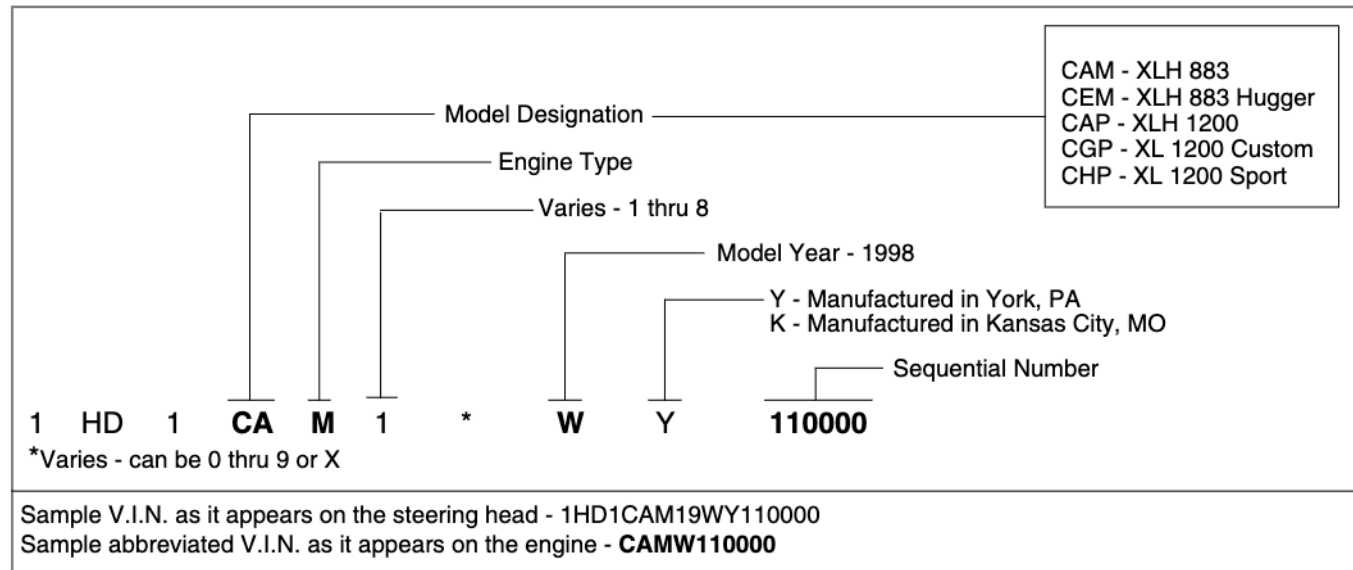 CAM - XLH 883
CEM - XLH 883 Hugger
CAP - XLH 1200
CGP - XL 1200 Custom
CHP - XL 1200 Sport
Model Designation
Engine Type
Varies - 1 thru 8
Model Year - 1998
Y - Manufactured in York, PA
K - Manufactured in Kansas City, MO
Sequential Number
1 HD 1 CA M 1 * W Y 110000
*Varies - can be 0 thru 9 or X
Sample V.I.N. as it appears on the steering head - 1HD1CAM19WY110000
Sample abbreviated V.I.N. as it appears on the engine - CAMW110000